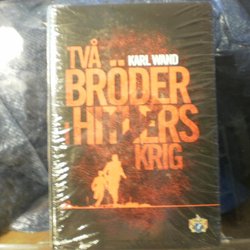 TVÅ
KARL WAND
BRÖDER
I HITLERS
KRIG